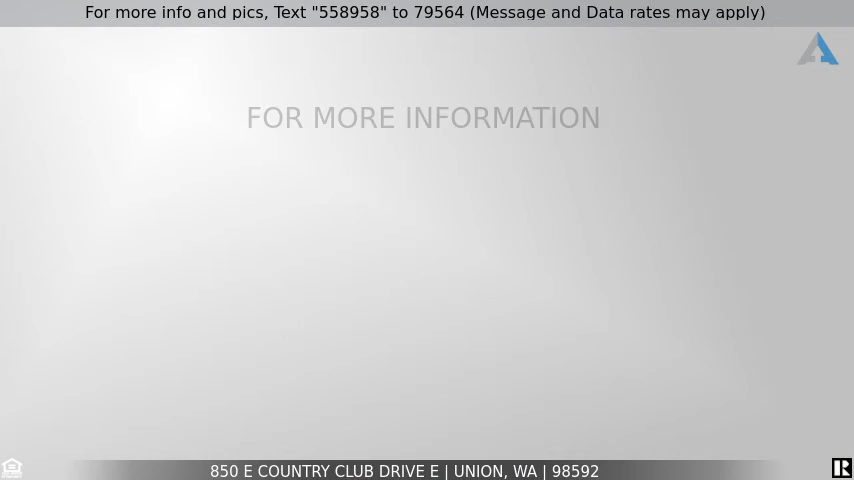 For more info and pics, Text "558958" to 79564 (Message and Data rates may apply)
FOR MORE INFORMATION
850 E COUNTRY CLUB DRIVE E | UNION, WA | 98592